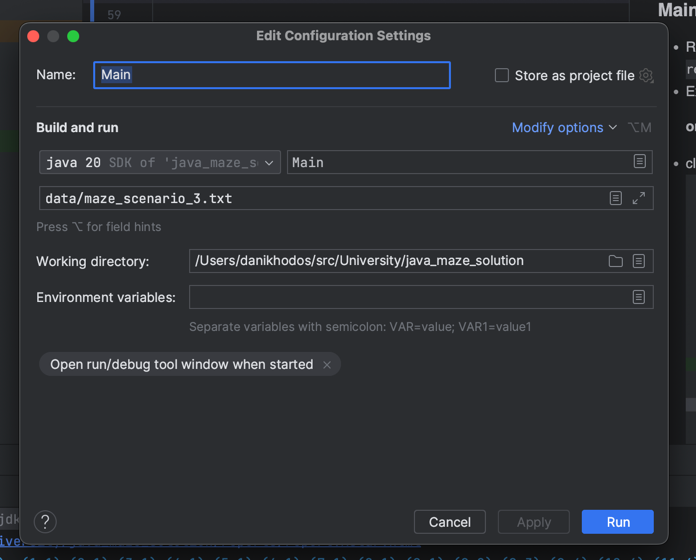 59
Main
Edit Configuration Settings
Name: Main
Store as project file
Build and run
Modify options ⌥M
java 20 SDK of 'java_maze_s
Main
data/maze_scenario_3.txt
Press ⌥ for field hints
Working directory: /Users/danikhodos/src/University/java_maze_solution
Environment variables:
Separate variables with semicolon: VAR=value; VAR1=value1
Open run/debug tool window when started ×
? Cancel Apply Run
jdk